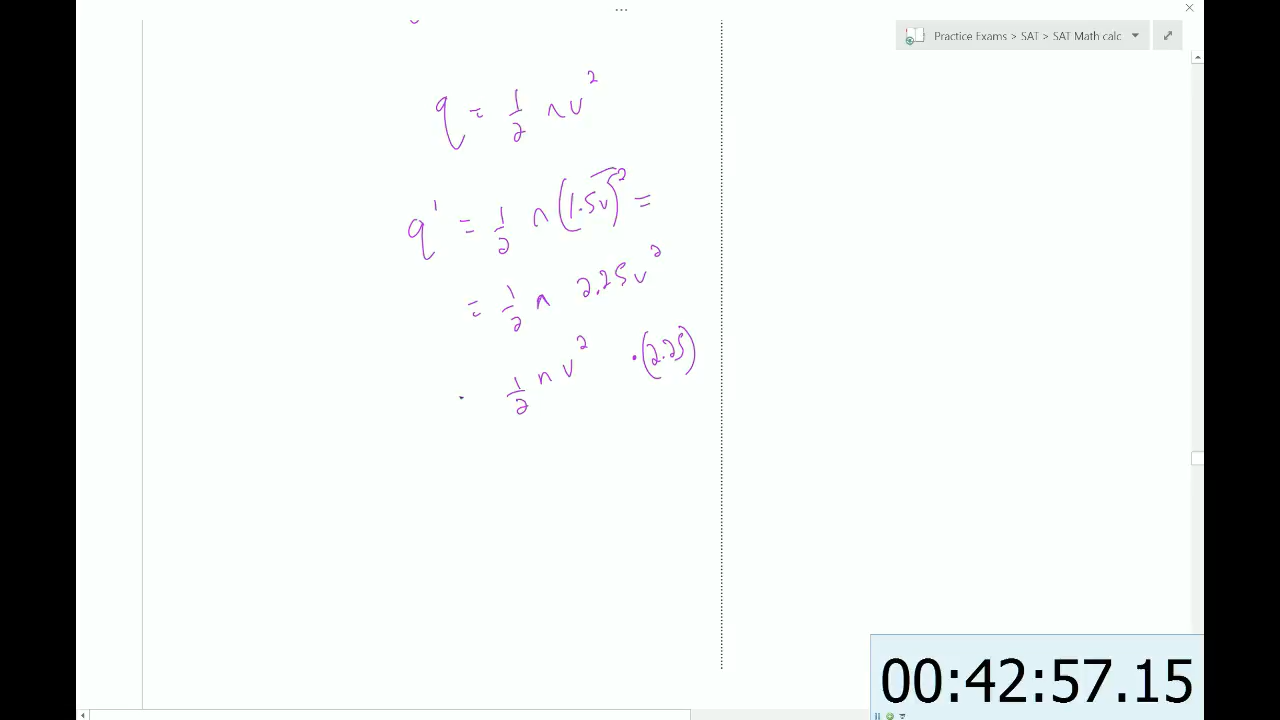 ...
Practice Exams > SAT > SAT Math calc
q = 1/2 nv²
q' = 1/2 n(1.5v)² =
= 1/2 n 2.25v²
1/2 nv² ·(2.25)
00:42:57.15